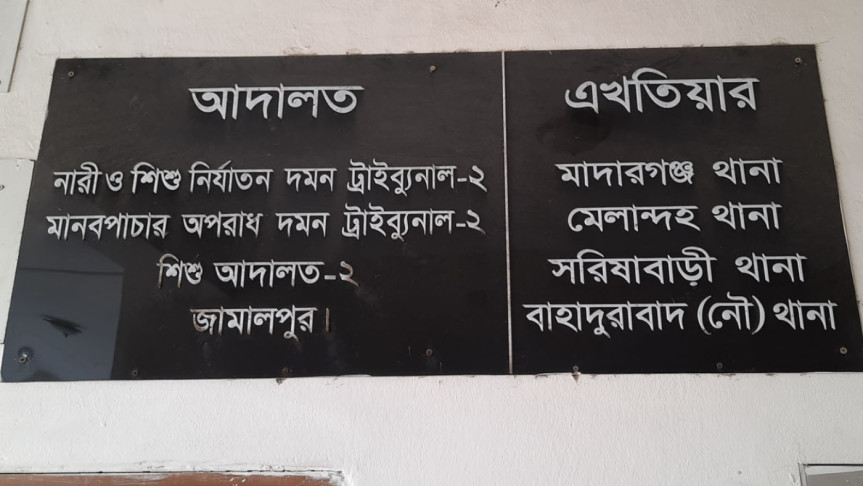 আদালত
নারী ও শিশু নির্যাতন দমন ট্রাইব্যুনাল-২
মানবপাচার অপরাধ দমন ট্রাইব্যুনাল-২
শিশু আদালত-২
জামালপুর।
এখতিয়ার
মাদারগঞ্জ থানা
মেলান্দহ থানা
সরিষাবাড়ী থানা
বাহাদুরাবাদ (নৌ) থানা